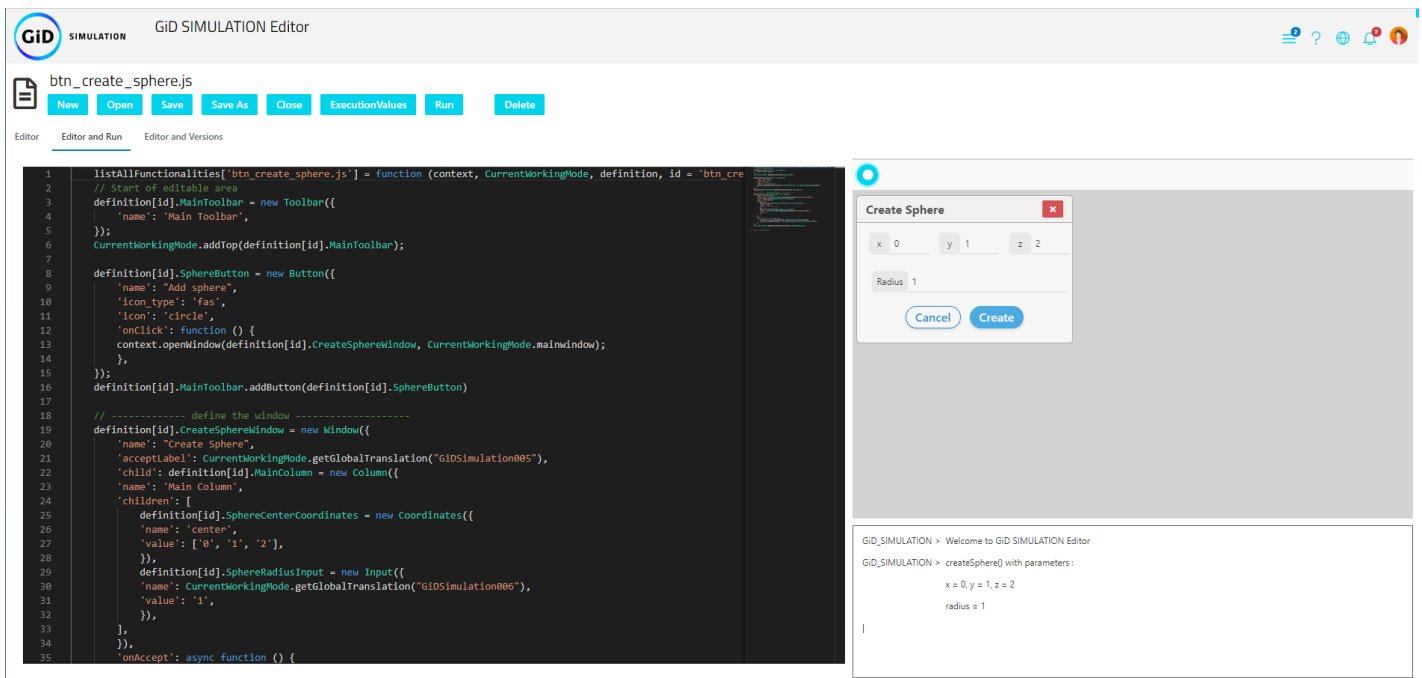 GiD SIMULATION
GiD SIMULATION Editor
2
?
7
btn_create_sphere.js
New Open Save Save As Close ExecutionValues Run Delete
Editor Editor and Run Editor and Versions
1 listAllFunctionalities['btn_create_sphere.js'] = function (context, CurrentWorkingMode, definition, id = 'btn_cre
2 // Start of editable area
3 definition[id].MainToolbar = new Toolbar({
4 'name': 'Main Toolbar',
5 });
6 CurrentWorkingMode.addTop(definition[id].MainToolbar);
7
8 definition[id].SphereButton = new Button({
9 'name': "Add sphere",
10 'icon_type': 'fas',
11 'icon': 'circle',
12 'onClick': function () {
13 context.openWindow(definition[id].CreateSphereWindow, CurrentWorkingMode.mainwindow);
14 },
15 });
16 definition[id].MainToolbar.addButton(definition[id].SphereButton)
17
18 // ------------- define the window --------------------
19 definition[id].CreateSphereWindow = new Window({
20 'name': "Create Sphere",
21 'acceptLabel': CurrentWorkingMode.getGlobalTranslation("GiDSimulation005"),
22 'child': definition[id].MainColumn = new Column({
23 'name': 'Main Column',
24 'children': [
25 definition[id].SphereCenterCoordinates = new Coordinates({
26 'name': 'center',
27 'value': ['0', '1', '2'],
28 }),
29 definition[id].SphereRadiusInput = new Input({
30 'name': CurrentWorkingMode.getGlobalTranslation("GiDSimulation006"),
31 'value': '1',
32 }),
33 ],
34 }),
35 'onAccept': async function () {
Create Sphere
x 0 y 1 z 2
Radius 1
Cancel Create
GiD_SIMULATION > Welcome to GiD SIMULATION Editor
GiD_SIMULATION > createSphere() with parameters :
x = 0, y = 1, z = 2
radius = 1